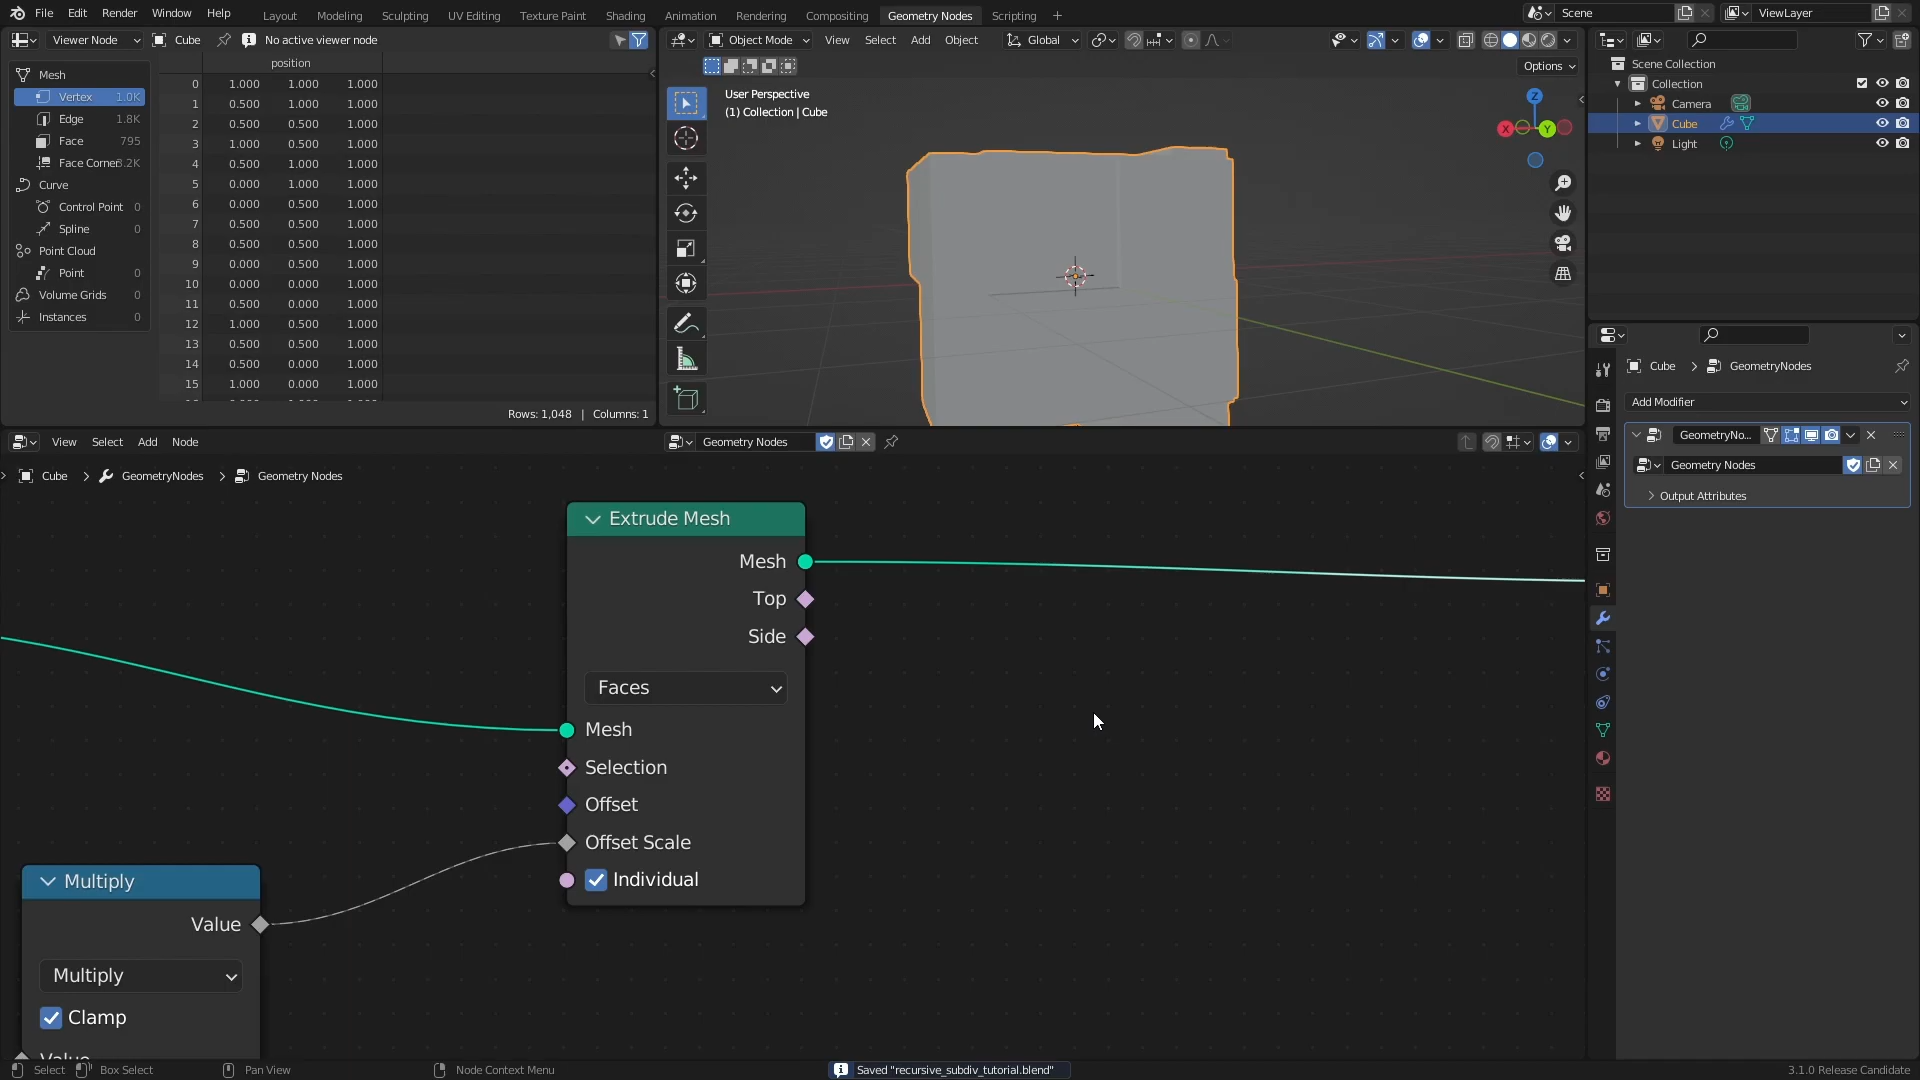 File Edit Render Window Help Layout Modeling Sculpting UV Editing Texture Paint Shading Animation Rendering Compositing Geometry Nodes Scripting + Scene ViewLayer
Viewer Node Cube No active viewer node
position
Mesh
Vertex 1.0K
Edge 1.8K
Face 795
Face Corner 3.2K
Curve
Control Point 0
Spline 0
Point Cloud
Point 0
Volume Grids 0
Instances 0
0 1.000 1.000 1.000
1 0.500 1.000 1.000
2 0.500 0.500 1.000
3 1.000 0.500 1.000
4 0.500 1.000 1.000
5 0.000 1.000 1.000
6 0.000 0.500 1.000
7 0.500 0.500 1.000
8 0.500 0.500 1.000
9 0.000 0.500 1.000
10 0.000 0.000 1.000
11 0.500 0.000 1.000
12 1.000 0.500 1.000
13 0.500 0.500 1.000
14 0.500 0.000 1.000
15 1.000 0.000 1.000
Rows: 1,048 | Columns: 1
Object Mode View Select Add Object Global
Options
User Perspective
(1) Collection | Cube
Z
X
Y
Scene Collection
Collection
Camera
Cube
Light
Cube GeometryNodes
Add Modifier
GeometryNo...
Geometry Nodes
Output Attributes
View Select Add Node Geometry Nodes
Cube GeometryNodes Geometry Nodes
Extrude Mesh
Mesh
Top
Side
Faces
Mesh
Selection
Offset
Offset Scale
Individual
Multiply
Value
Multiply
Clamp
Value
Select Box Select Pan View Node Context Menu Saved "recursive_subdiv_tutorial.blend" 3.1.0 Release Candidate